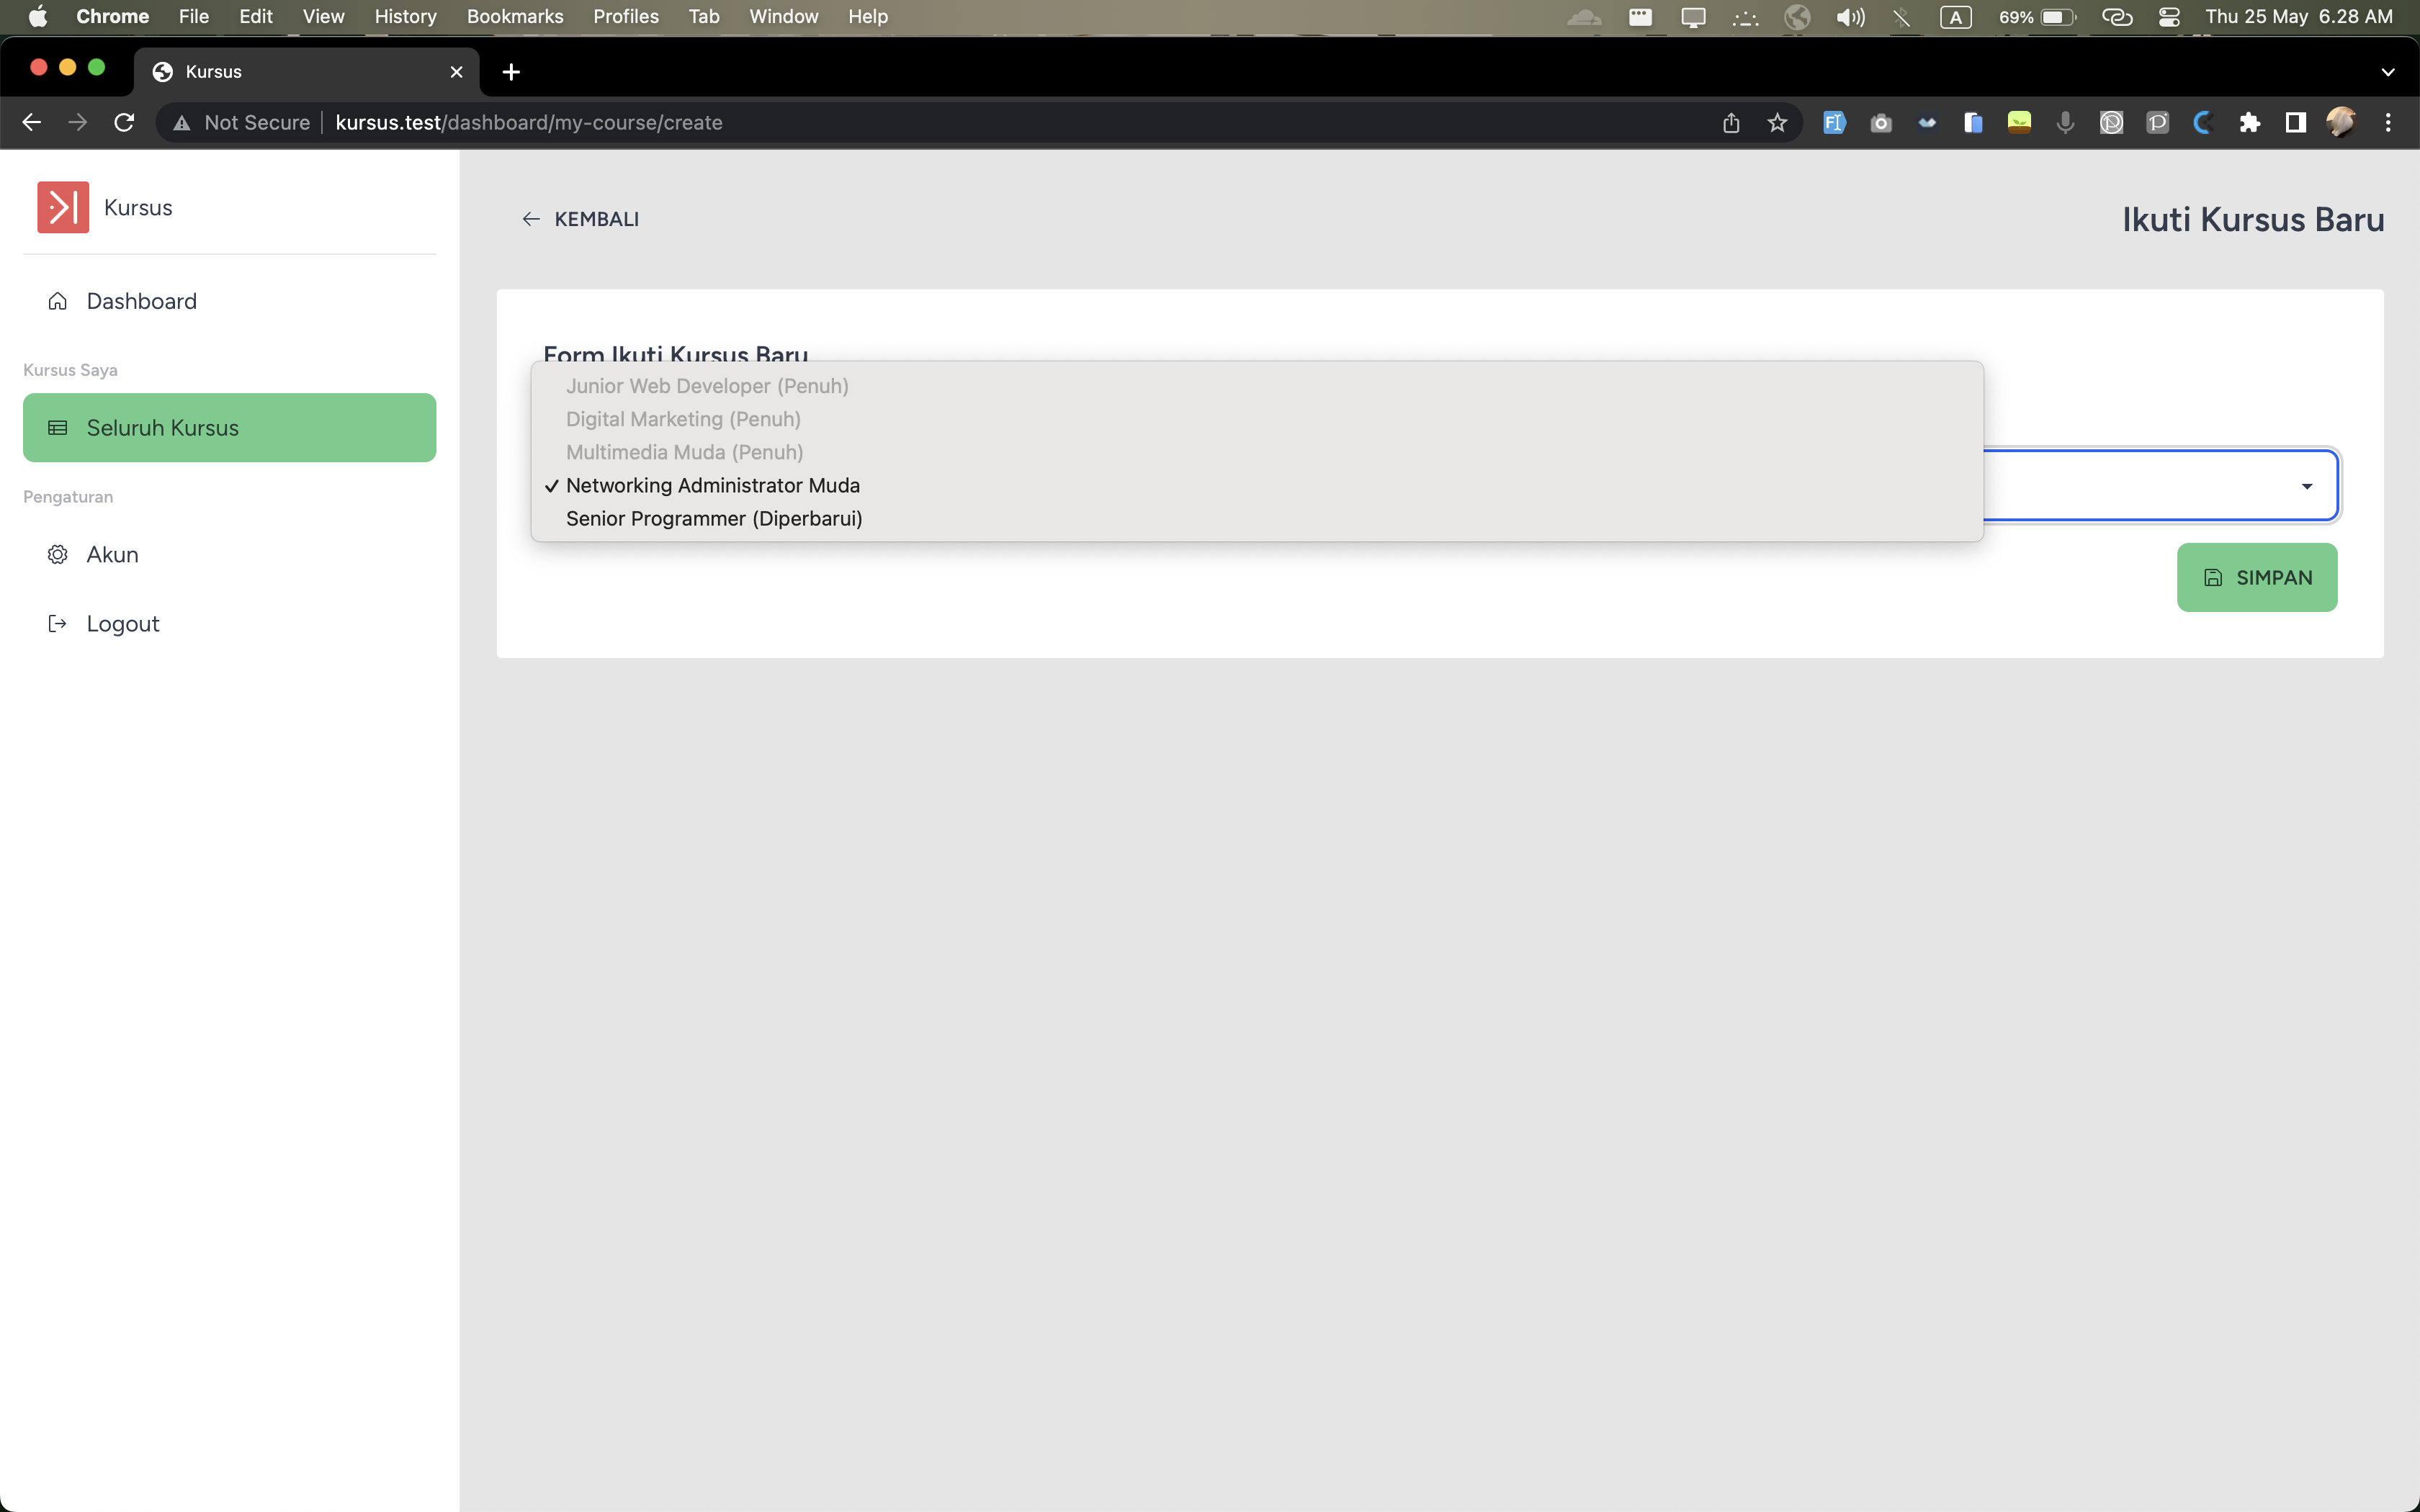 Chrome File Edit View History Bookmarks Profiles Tab Window Help A 69% Thu 25 May 6.28 AM
Kursus
Not Secure kursus.test/dashboard/my-course/create
Kursus
Dashboard
Kursus Saya
Seluruh Kursus
Pengaturan
Akun
Logout
KEMBALI
Ikuti Kursus Baru
Form Ikuti Kursus Baru
Junior Web Developer (Penuh)
Digital Marketing (Penuh)
Multimedia Muda (Penuh)
Networking Administrator Muda
Senior Programmer (Diperbarui)
SIMPAN